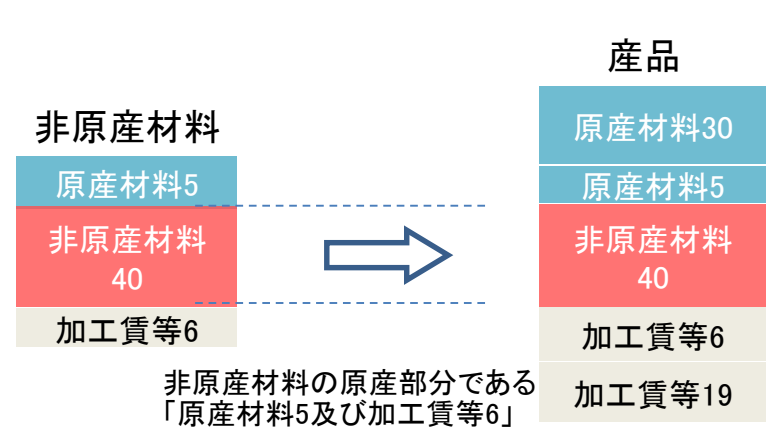 産品
非原産材料
原産材料30
原産材料5
原産材料5
非原産材料
40
非原産材料
40
加工賃等6
加工賃等6
加工賃等19
非原産材料の原産部分である
「原産材料5及び加工賃等6」